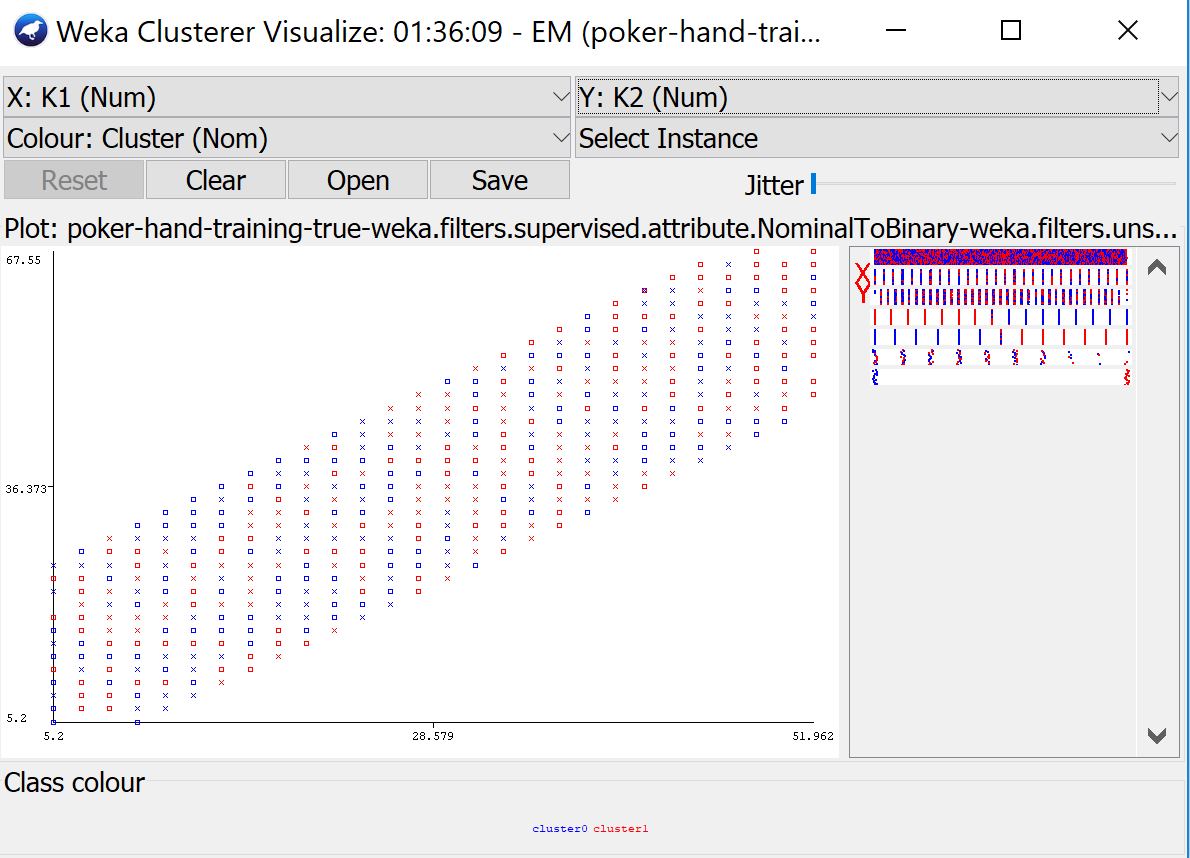 Weka Clusterer Visualize: 01:36:09 - EM (poker-hand-trai...
X: K1 (Num) Y: K2 (Num)
Colour: Cluster (Nom) Select Instance
Reset Clear Open Save Jitter
Plot: poker-hand-training-true-weka.filters.supervised.attribute.NominalToBinary-weka.filters.uns...
67.55
36.373
5.2
5.2 28.579 51.962
X
Y
Class colour
cluster0 cluster1